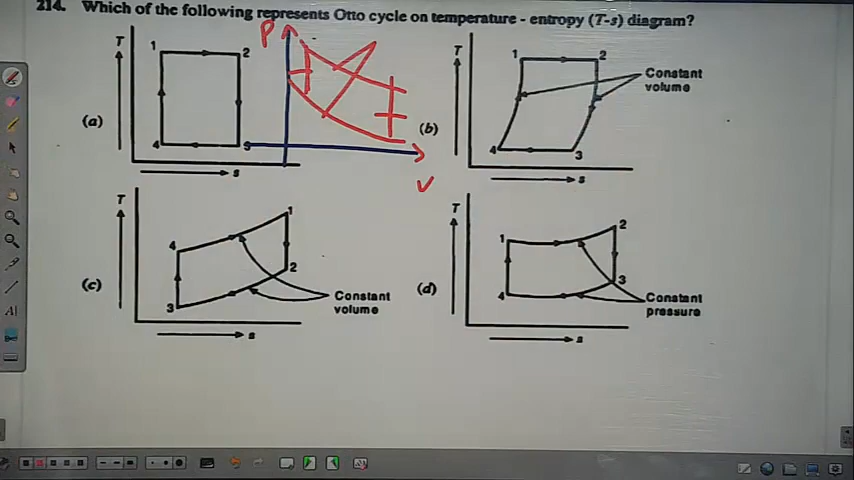 214. Which of the following represents Otto cycle on temperature - entropy (T-s) diagram?
P
T
1
2
4
3
s
(a)
V
T
1
2
Constant
volume
4
3
s
(b)
T
4
1
2
3
Constant
volume
s
(c)
T
1
2
4
3
Constant
pressure
s
(d)
A